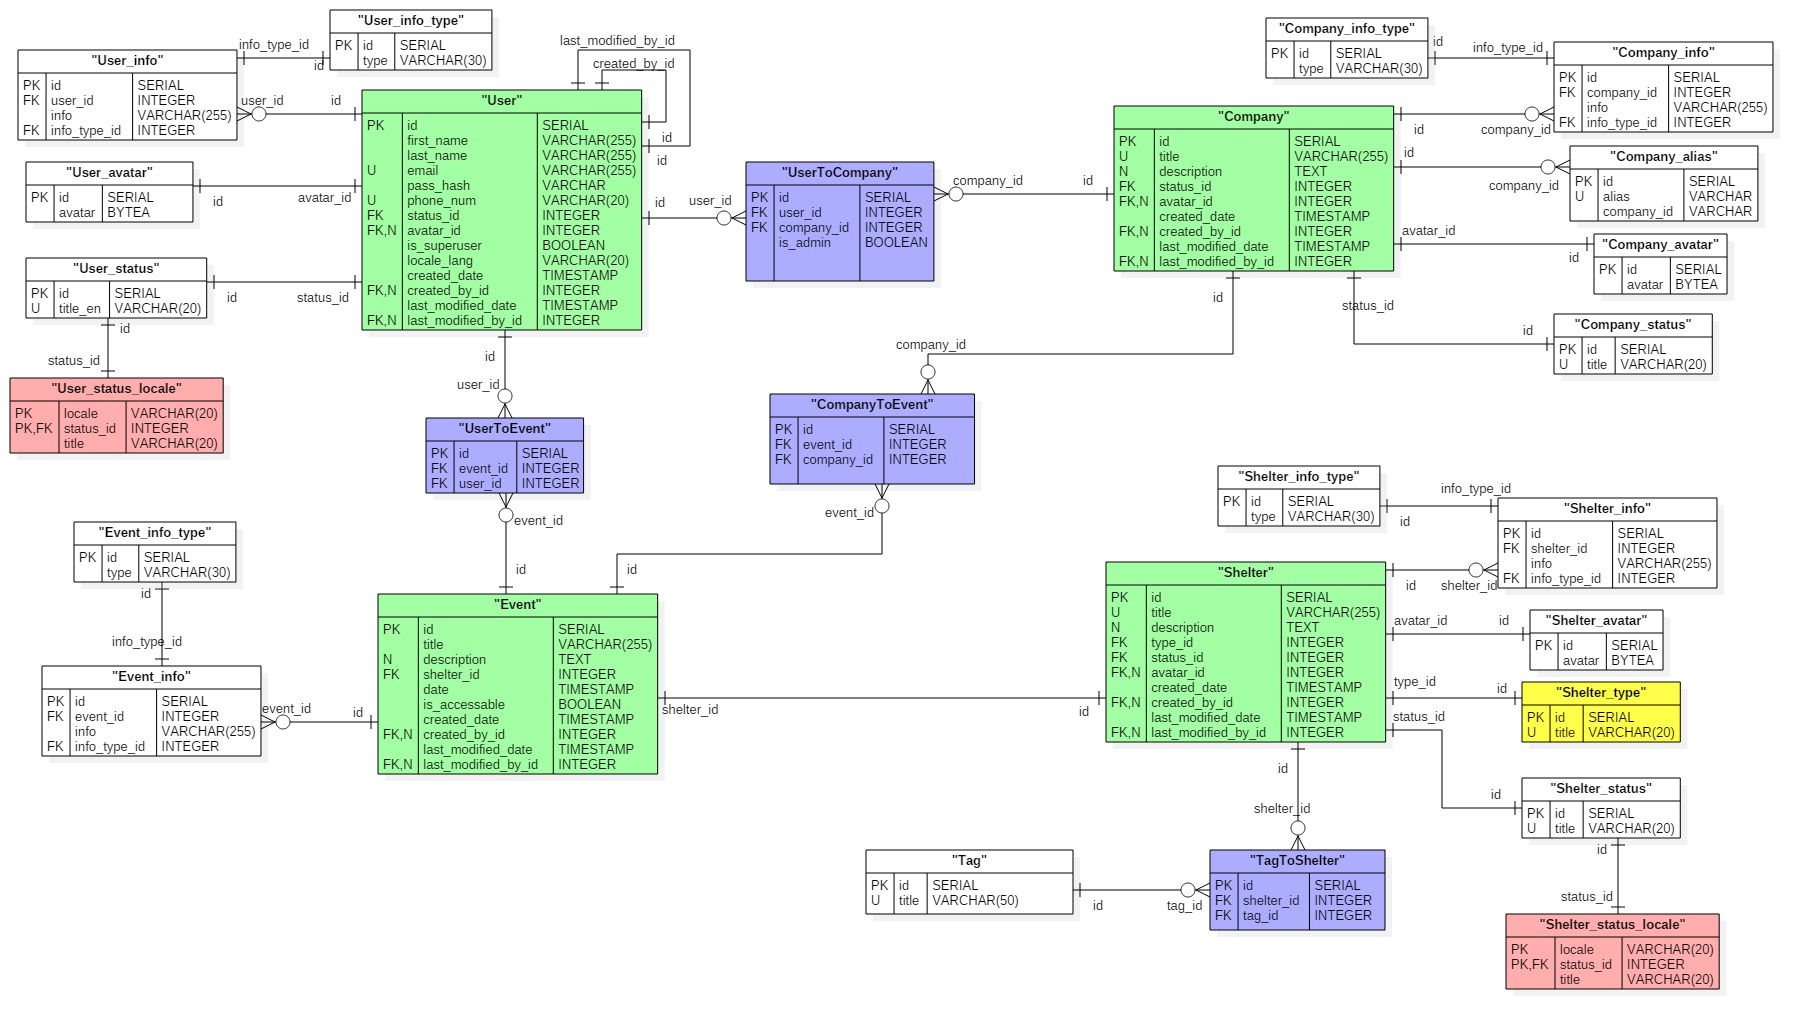 "User_info_type"
PK id SERIAL
type VARCHAR(30)
info_type_id
id
"User_info"
PK id SERIAL
FK user_id INTEGER
info VARCHAR(255)
FK info_type_id INTEGER
user_id
id
last_modified_by_id
created_by_id
id
id
"User"
PK id SERIAL
first_name VARCHAR(255)
last_name VARCHAR(255)
U email VARCHAR(255)
pass_hash VARCHAR
U phone_num VARCHAR(20)
FK status_id INTEGER
FK,N avatar_id INTEGER
is_superuser BOOLEAN
locale_lang VARCHAR(20)
created_date TIMESTAMP
FK,N created_by_id INTEGER
last_modified_date TIMESTAMP
FK,N last_modified_by_id INTEGER
"User_avatar"
PK id SERIAL
avatar BYTEA
id
avatar_id
"User_status"
PK id SERIAL
U title_en VARCHAR(20)
id
status_id
id
status_id
"User_status_locale"
PK locale VARCHAR(20)
PK,FK status_id INTEGER
title VARCHAR(20)
id
user_id
"UserToCompany"
PK id SERIAL
FK user_id INTEGER
FK company_id INTEGER
is_admin BOOLEAN
company_id
id
"Company_info_type"
PK id SERIAL
type VARCHAR(30)
id
info_type_id
"Company_info"
PK id SERIAL
FK company_id INTEGER
info VARCHAR(255)
FK info_type_id INTEGER
id
company_id
"Company"
PK id SERIAL
U title VARCHAR(255)
N description TEXT
FK status_id INTEGER
FK,N avatar_id INTEGER
created_date TIMESTAMP
FK,N created_by_id INTEGER
last_modified_date TIMESTAMP
FK,N last_modified_by_id INTEGER
id
company_id
"Company_alias"
PK id SERIAL
U alias VARCHAR
company_id VARCHAR
avatar_id
id
"Company_avatar"
PK id SERIAL
avatar BYTEA
status_id
id
"Company_status"
PK id SERIAL
U title VARCHAR(20)
id
company_id
"CompanyToEvent"
PK id SERIAL
FK event_id INTEGER
FK company_id INTEGER
event_id
id
id
user_id
"UserToEvent"
PK id SERIAL
FK event_id INTEGER
FK user_id INTEGER
event_id
id
"Event_info_type"
PK id SERIAL
type VARCHAR(30)
id
info_type_id
"Event_info"
PK id SERIAL
FK event_id INTEGER
info VARCHAR(255)
FK info_type_id INTEGER
event_id
id
"Event"
PK id SERIAL
title VARCHAR(255)
N description TEXT
FK shelter_id INTEGER
date TIMESTAMP
is_accessable BOOLEAN
created_date TIMESTAMP
FK,N created_by_id INTEGER
last_modified_date TIMESTAMP
FK,N last_modified_by_id INTEGER
shelter_id
id
"Shelter_info_type"
PK id SERIAL
type VARCHAR(30)
info_type_id
id
"Shelter_info"
PK id SERIAL
FK shelter_id INTEGER
info VARCHAR(255)
FK info_type_id INTEGER
id
shelter_id
"Shelter"
PK id SERIAL
U title VARCHAR(255)
N description TEXT
FK type_id INTEGER
FK status_id INTEGER
FK,N avatar_id INTEGER
created_date TIMESTAMP
FK,N created_by_id INTEGER
last_modified_date TIMESTAMP
FK,N last_modified_by_id INTEGER
avatar_id
id
"Shelter_avatar"
PK id SERIAL
avatar BYTEA
type_id
id
"Shelter_type"
PK id SERIAL
U title VARCHAR(20)
status_id
id
"Shelter_status"
PK id SERIAL
U title VARCHAR(20)
id
status_id
"Shelter_status_locale"
PK locale VARCHAR(20)
PK,FK status_id INTEGER
title VARCHAR(20)
id
shelter_id
"Tag"
PK id SERIAL
U title VARCHAR(50)
id
tag_id
"TagToShelter"
PK id SERIAL
FK shelter_id INTEGER
FK tag_id INTEGER